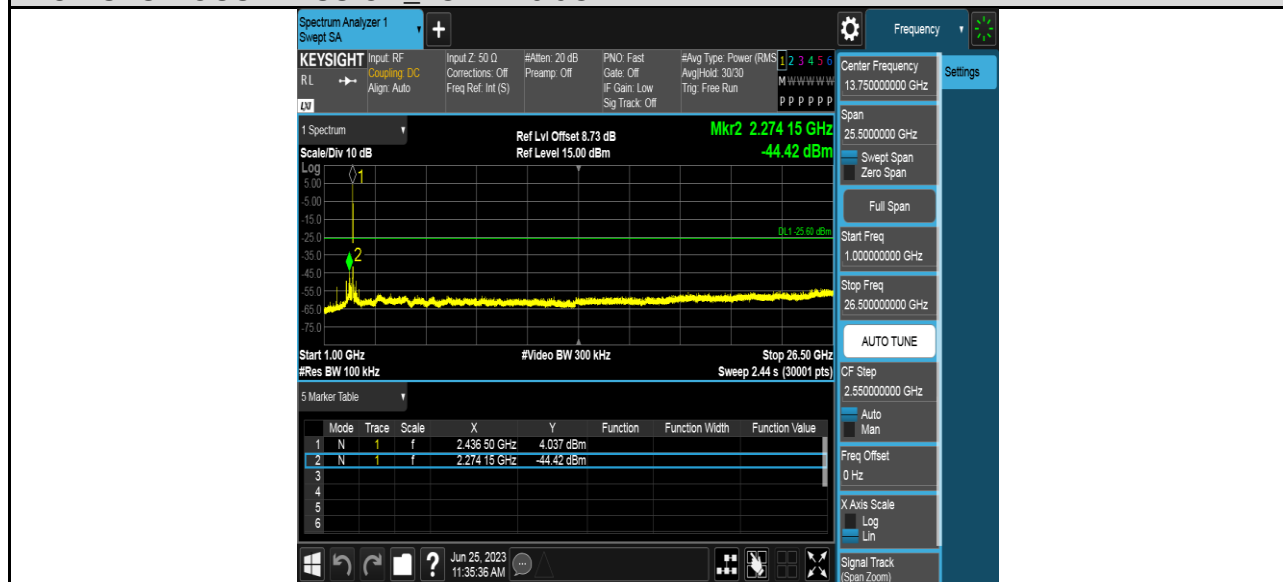 Spectrum Analyzer 1
Swept SA
+
Frequency
KEYSIGHT
RL
LXI
Input: RF
Coupling: DC
Align: Auto
Input Z: 50 Ω
Corrections: Off
Freq Ref: Int (S)
#Atten: 20 dB
Preamp: Off
PNO: Fast
Gate: Off
IF Gain: Low
Sig Track: Off
#Avg Type: Power (RMS
Avg|Hold: 30/30
Trig: Free Run
1 2 3 4 5 6
M W W W W W
P P P P P P
1 Spectrum
Scale/Div 10 dB
Ref Lvl Offset 8.73 dB
Ref Level 15.00 dBm
Mkr2 2.274 15 GHz
-44.42 dBm
Log
5.00
-5.00
-15.0
-25.0
-35.0
-45.0
-55.0
-65.0
-75.0
1
2
DL1 -25.60 dBm
Start 1.00 GHz
#Video BW 300 kHz
Stop 26.50 GHz
#Res BW 100 kHz
Sweep 2.44 s (30001 pts)
5 Marker Table
Mode Trace Scale X Y Function Function Width Function Value
1 N 1 f 2.436 50 GHz 4.037 dBm
2 N 1 f 2.274 15 GHz -44.42 dBm
3
4
5
6
?
Jun 25, 2023
11:35:36 AM
Center Frequency
13.750000000 GHz
Settings
Span
25.5000000 GHz
Swept Span
Zero Span
Full Span
Start Freq
1.000000000 GHz
Stop Freq
26.500000000 GHz
AUTO TUNE
CF Step
2.550000000 GHz
Auto
Man
Freq Offset
0 Hz
X Axis Scale
Log
Lin
Signal Track
(Span Zoom)